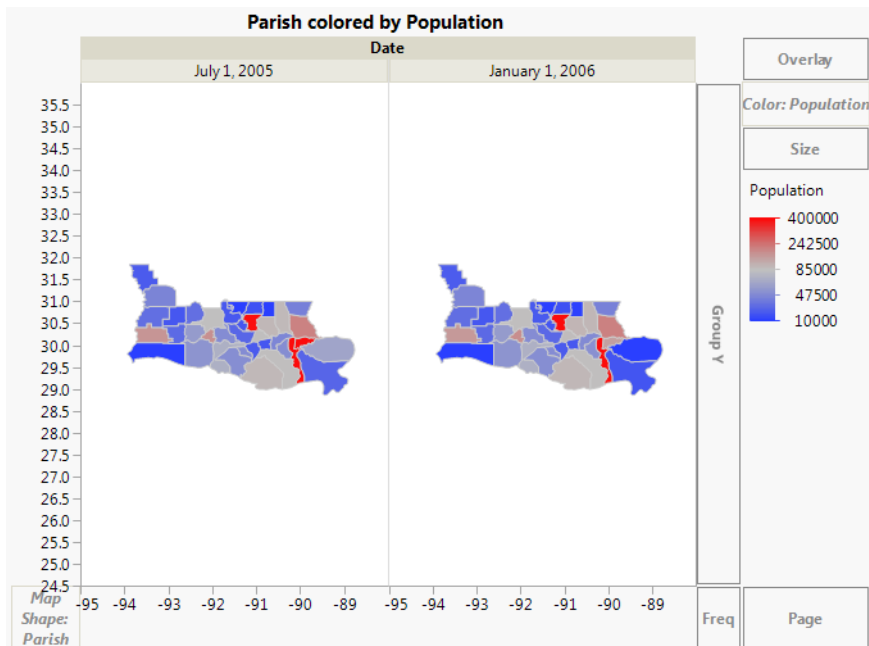 Parish colored by Population
Date
July 1, 2005 January 1, 2006
Overlay
Color: Population
Size
Population
400000
242500
85000
47500
10000
35.5
35.0
34.5
34.0
33.5
33.0
32.5
32.0
31.5
31.0
30.5
30.0
29.5
29.0
28.5
28.0
27.5
27.0
26.5
26.0
25.5
25.0
24.5
Group Y
-95 -94 -93 -92 -91 -90 -89 -95 -94 -93 -92 -91 -90 -89
Map
Shape:
Parish
Freq
Page